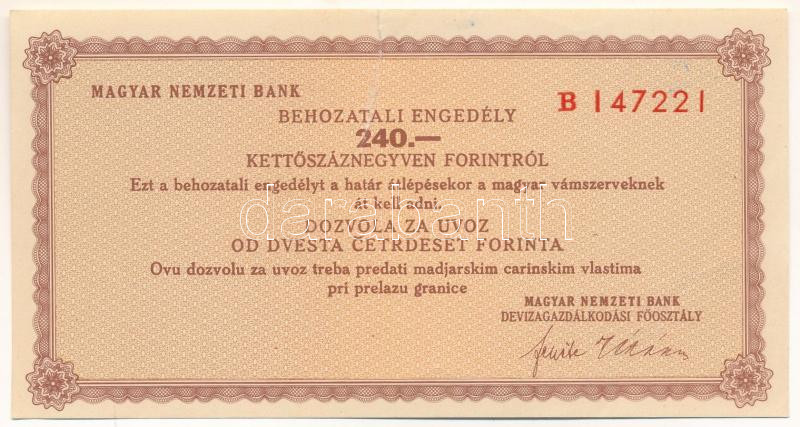 MAGYAR NEMZETI BANK
B 147221
BEHOZATALI ENGEDÉLY
240.—
KETTŐSZÁZNEGYVEN FORINTRÓL
Ezt a behozatali engedélyt a határ átlépésekor a magyar vámszerveknek
át kell adni.
darabanth
DOZVOLA ZA UVOZ
OD DVESTA ČETRDESET FORINTA
Ovu dozvolu za uvoz treba predati madjarskim carinskim vlastima
pri prelazu granice
MAGYAR NEMZETI BANK
DEVIZAGAZDÁLKODÁSI FŐOSZTÁLY